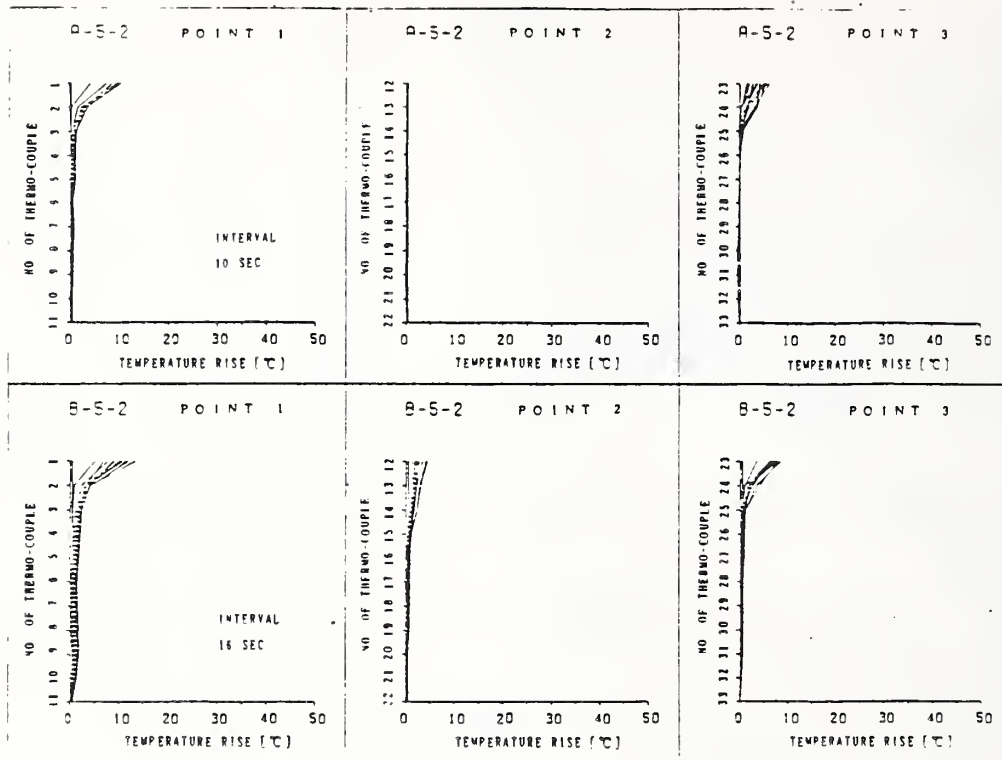 A-5-2 POINT 1
NO OF THERMO-COUPLE
1 2 3 4 5 6 7 8 9 10 11
INTERVAL
10 SEC
0 10 20 30 40 50
TEMPERATURE RISE [℃]
A-5-2 POINT 2
NO OF THERMO-COUPLE
12 13 14 15 16 17 18 19 20 21 22
0 10 20 30 40 50
TEMPERATURE RISE [℃]
A-5-2 POINT 3
NO OF THERMO-COUPLE
23 24 25 26 27 28 29 30 31 32 33
0 10 20 30 40 50
TEMPERATURE RISE [℃]
B-5-2 POINT 1
NO OF THERMO-COUPLE
1 2 3 4 5 6 7 8 9 10 11
INTERVAL
16 SEC
0 10 20 30 40 50
TEMPERATURE RISE [℃]
B-5-2 POINT 2
NO OF THERMO-COUPLE
12 13 14 15 16 17 18 19 20 21 22
0 10 20 30 40 50
TEMPERATURE RISE [℃]
B-5-2 POINT 3
NO OF THERMO-COUPLE
23 24 25 26 27 28 29 30 31 32 33
0 10 20 30 40 50
TEMPERATURE RISE [℃]